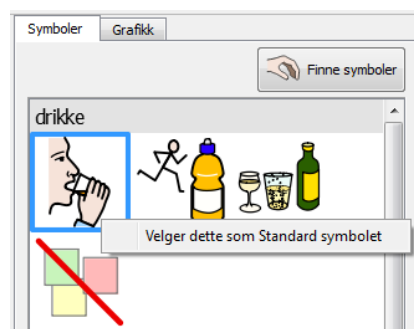 Symboler
Grafikk
Finne symboler
drikke
Velger dette som Standard symbolet